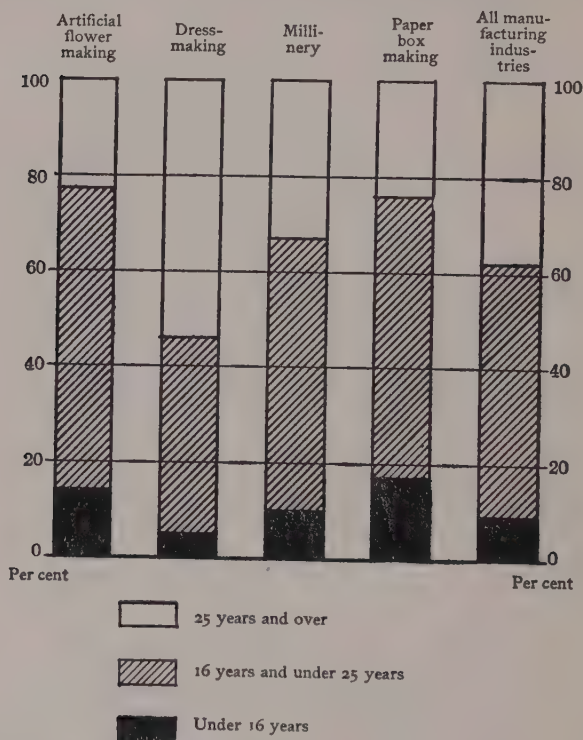 Artificial
flower
making
Dress-
making
Milli-
nery
Paper
box
making
All manu-
facturing
indus-
tries
100
100
80
80
60
60
40
40
20
20
0
0
Per cent
Per cent
25 years and over
16 years and under 25 years
Under 16 years